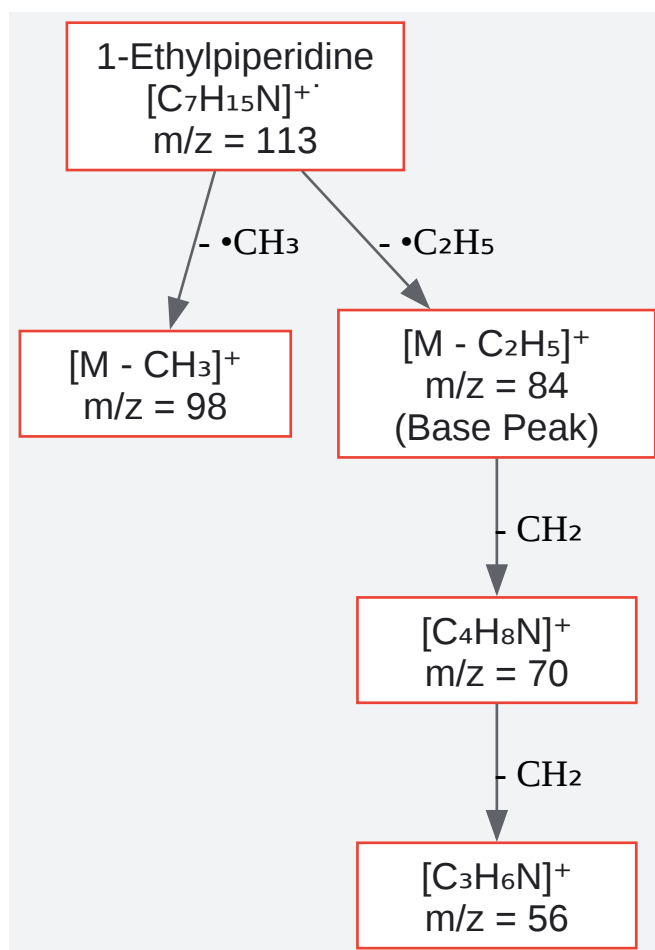 1-Ethylpiperidine
[C₇H₁₅N]⁺˙
m/z = 113
- •CH₃
- •C₂H₅
[M - CH₃]⁺
m/z = 98
[M - C₂H₅]⁺
m/z = 84
(Base Peak)
- CH₂
[C₄H₈N]⁺
m/z = 70
- CH₂
[C₃H₆N]⁺
m/z = 56